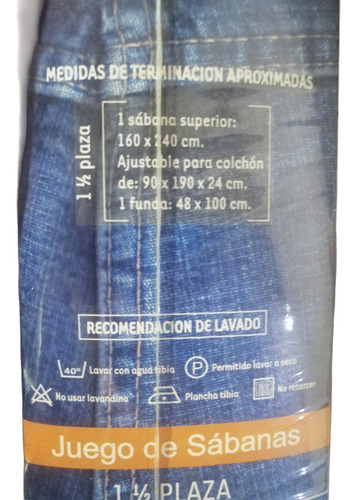 MEDIDAS DE TERMINACION APROXIMADAS
1 ½ plaza
1 sábana superior:
160 x 240 cm.
Ajustable para colchón
de: 90 x 190 x 24 cm.
1 funda: 48 x 100 cm.
RECOMENDACION DE LAVADO
40° Lavar con agua tibia
P Permitido lavar a seco
No usar lavandina
Plancha tibia
No retorcer
Juego de Sábanas
1 ½ PLAZA